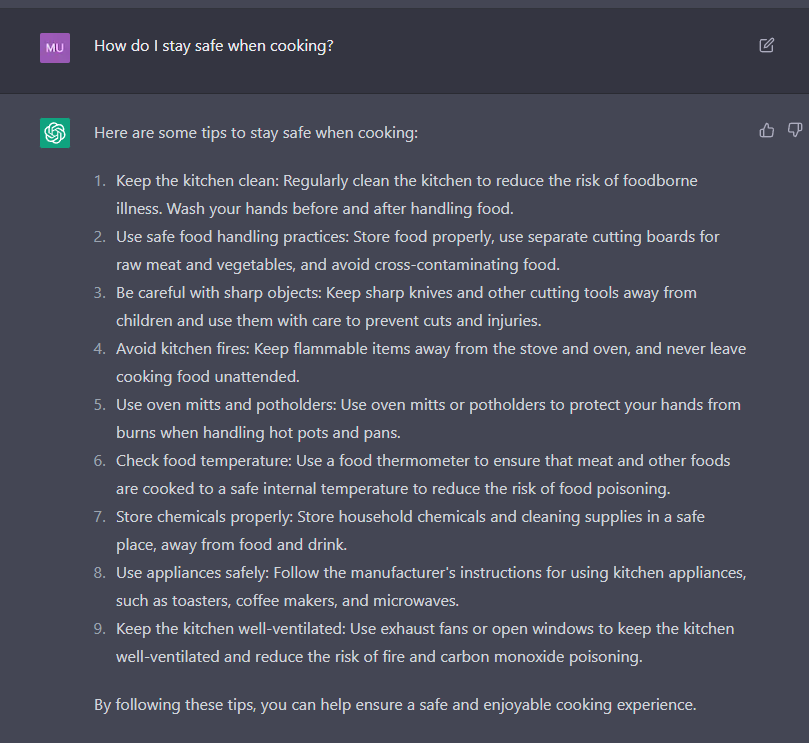 MU
How do I stay safe when cooking?
Here are some tips to stay safe when cooking:
1. Keep the kitchen clean: Regularly clean the kitchen to reduce the risk of foodborne
illness. Wash your hands before and after handling food.
2. Use safe food handling practices: Store food properly, use separate cutting boards for
raw meat and vegetables, and avoid cross-contaminating food.
3. Be careful with sharp objects: Keep sharp knives and other cutting tools away from
children and use them with care to prevent cuts and injuries.
4. Avoid kitchen fires: Keep flammable items away from the stove and oven, and never leave
cooking food unattended.
5. Use oven mitts and potholders: Use oven mitts or potholders to protect your hands from
burns when handling hot pots and pans.
6. Check food temperature: Use a food thermometer to ensure that meat and other foods
are cooked to a safe internal temperature to reduce the risk of food poisoning.
7. Store chemicals properly: Store household chemicals and cleaning supplies in a safe
place, away from food and drink.
8. Use appliances safely: Follow the manufacturer's instructions for using kitchen appliances,
such as toasters, coffee makers, and microwaves.
9. Keep the kitchen well-ventilated: Use exhaust fans or open windows to keep the kitchen
well-ventilated and reduce the risk of fire and carbon monoxide poisoning.
By following these tips, you can help ensure a safe and enjoyable cooking experience.